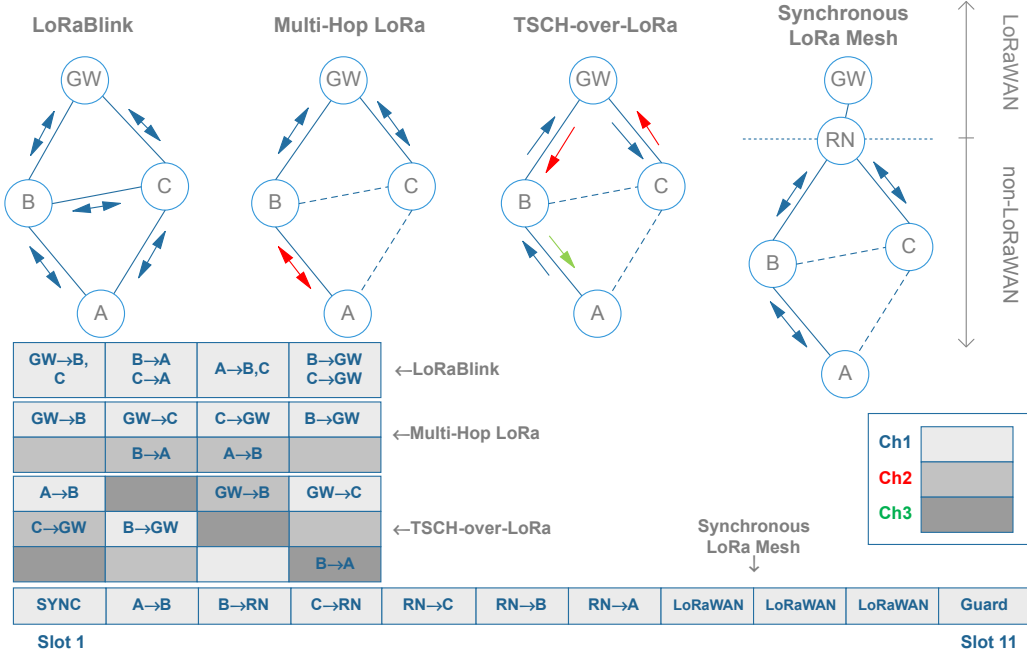 LoRaBlink
Multi-Hop LoRa
TSCH-over-LoRa
Synchronous
LoRa Mesh
LoRaWAN
non-LoRaWAN
GW
B
C
A
GW
B
C
A
GW
B
C
A
GW
RN
B
C
A
GW→B,
C
B→A
C→A
A→B,C
B→GW
C→GW
←LoRaBlink
GW→B GW→C C→GW B→GW
B→A A→B
←Multi-Hop LoRa
A→B GW→B GW→C
C→GW B→GW
B→A
←TSCH-over-LoRa
Synchronous
LoRa Mesh
↓
Ch1
Ch2
Ch3
SYNC A→B B→RN C→RN RN→C RN→B RN→A LoRaWAN LoRaWAN LoRaWAN Guard
Slot 1 Slot 11